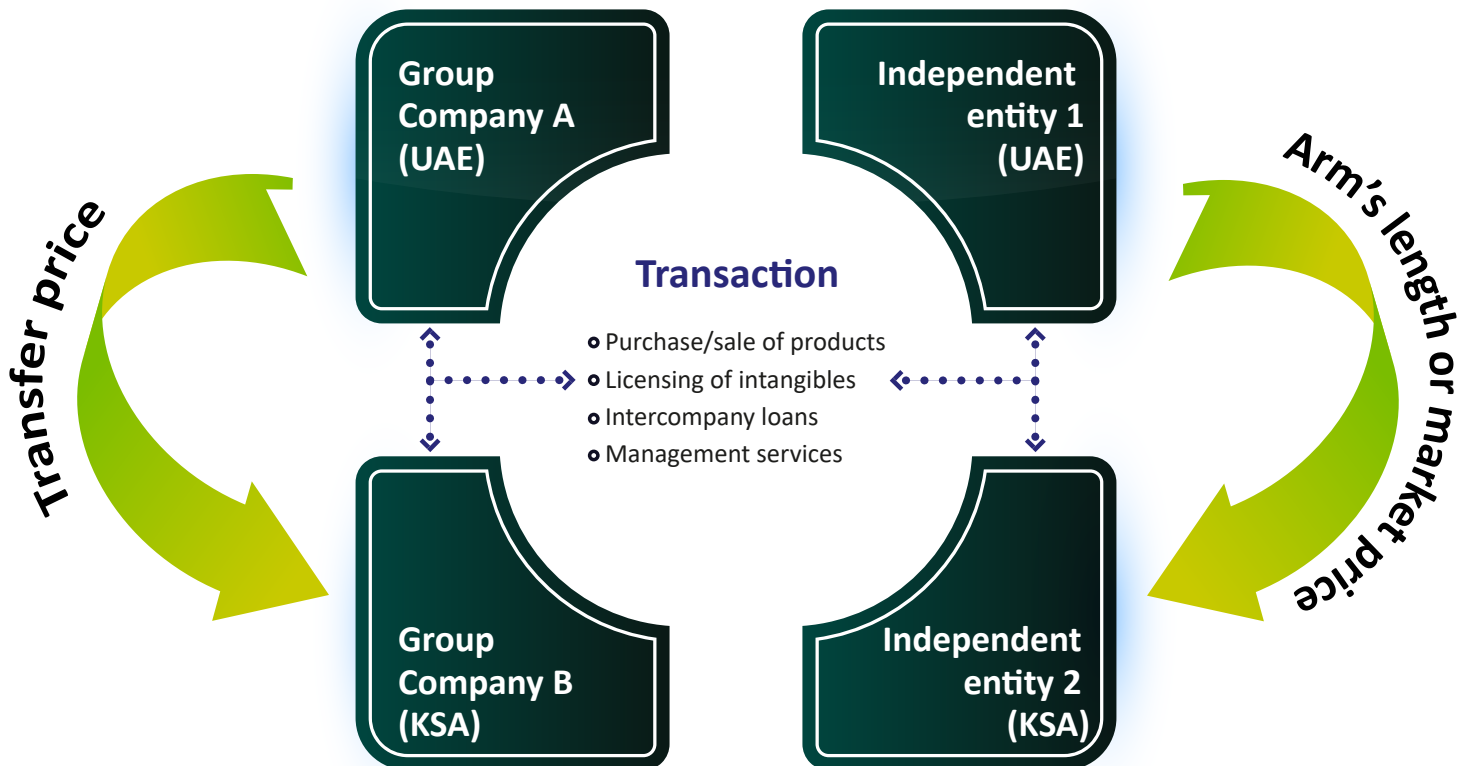 Group
Company A
(UAE)
Independent
entity 1
(UAE)
Transfer price
Arm’s length or market price
Transaction
Purchase/sale of products
Licensing of intangibles
Intercompany loans
Management services
Group
Company B
(KSA)
Independent
entity 2
(KSA)